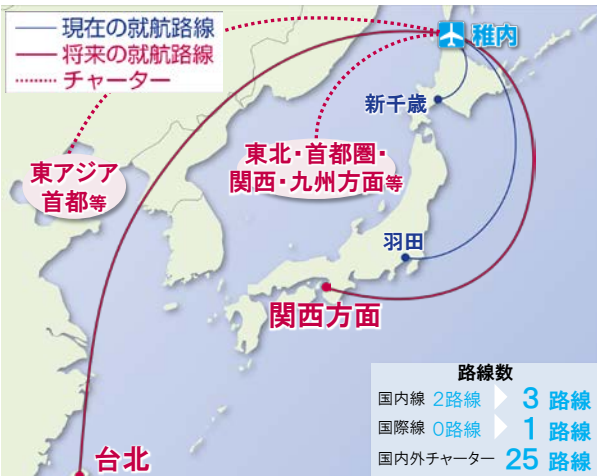 現在の就航路線
将来の就航路線
チャーター
稚内
新千歳
東北・首都圏・
関西・九州方面等
東アジア
首都等
羽田
関西方面
台北
路線数
国内線 2路線 3 路線
国際線 0路線 1 路線
国内外チャーター 25 路線